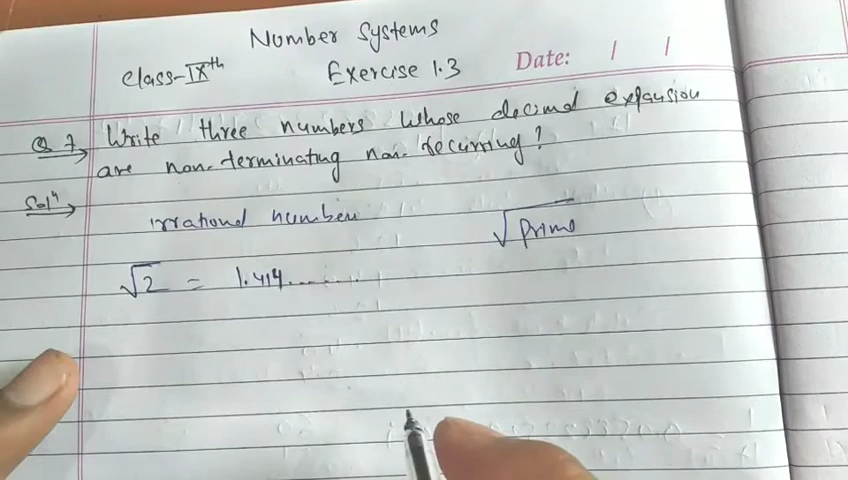 Number Systems
Class-IXth Exercise 1.3 Date: / /
Q 7 Write three numbers whose decimal expansion
are non-terminating non-recurring?
Solⁿ
irrational number √prime
√2 = 1.414.......